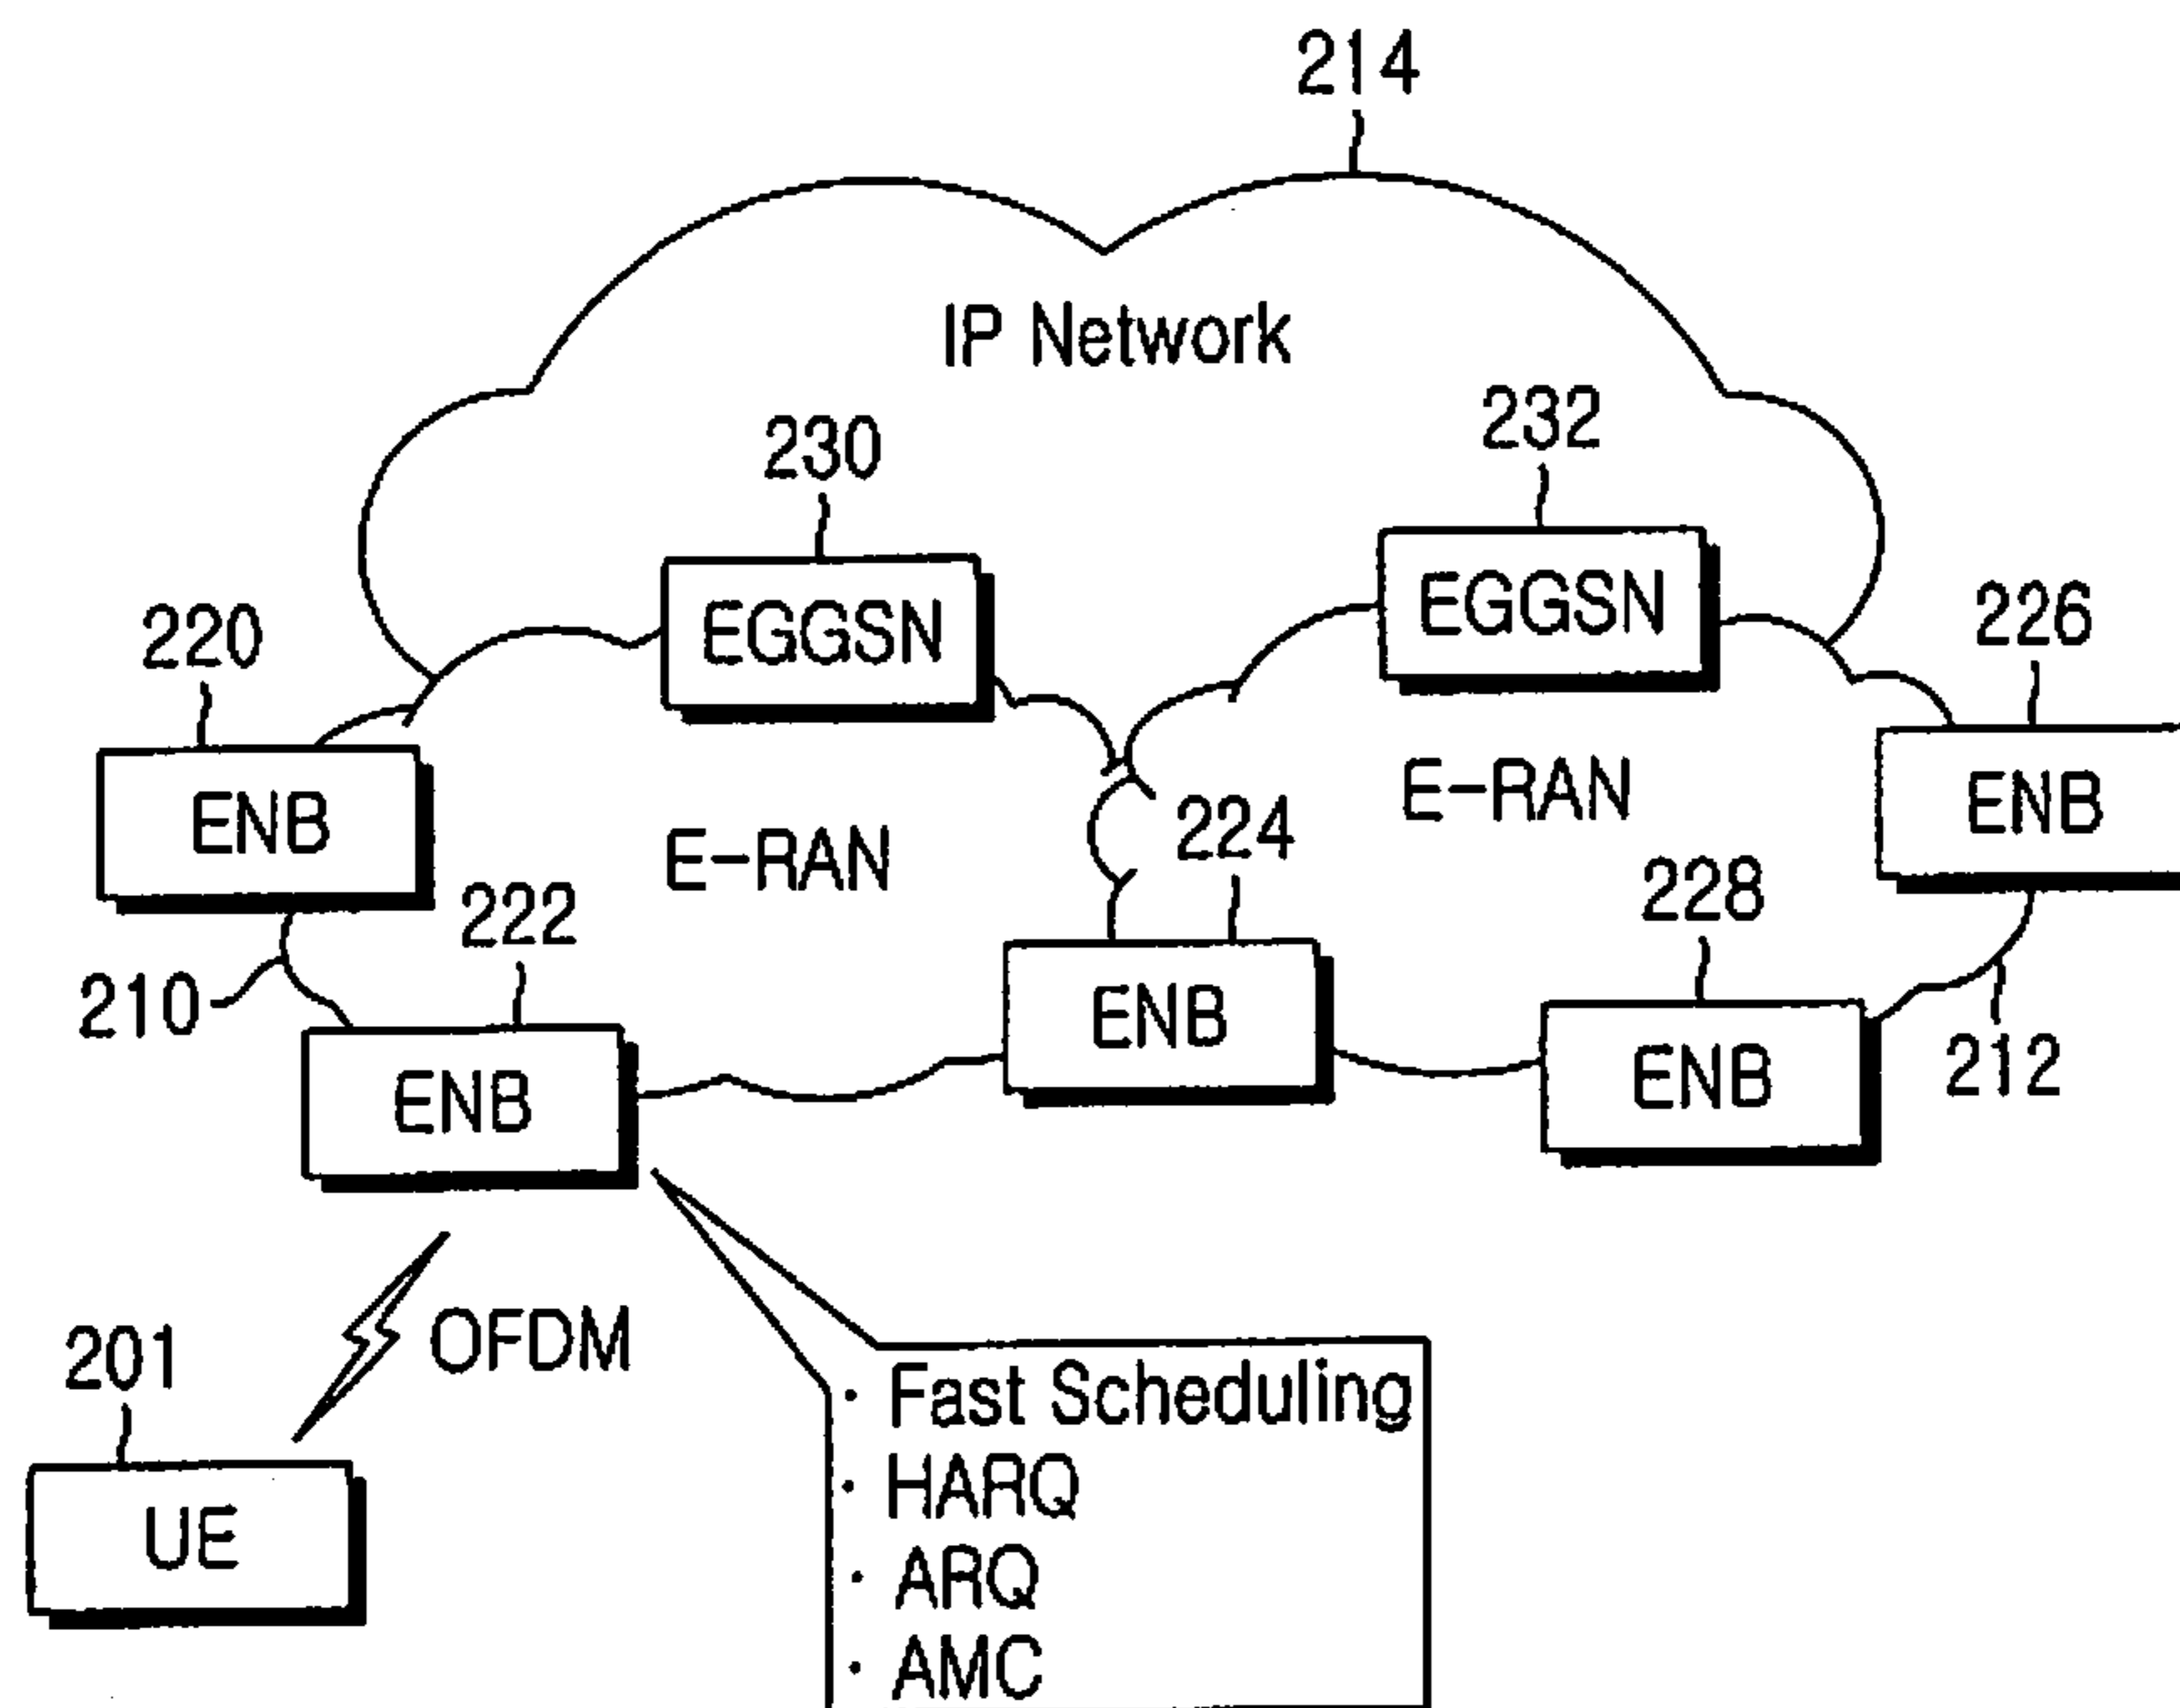 214
IP Network
230
232
EGGSN
EGGSN
220
226
ENB
E-RAN
E-RAN
ENB
224
222
228
210
ENB
212
ENB
ENB
201
OFDM
UE
· Fast Scheduling
· HARQ
· ARQ
· AMC